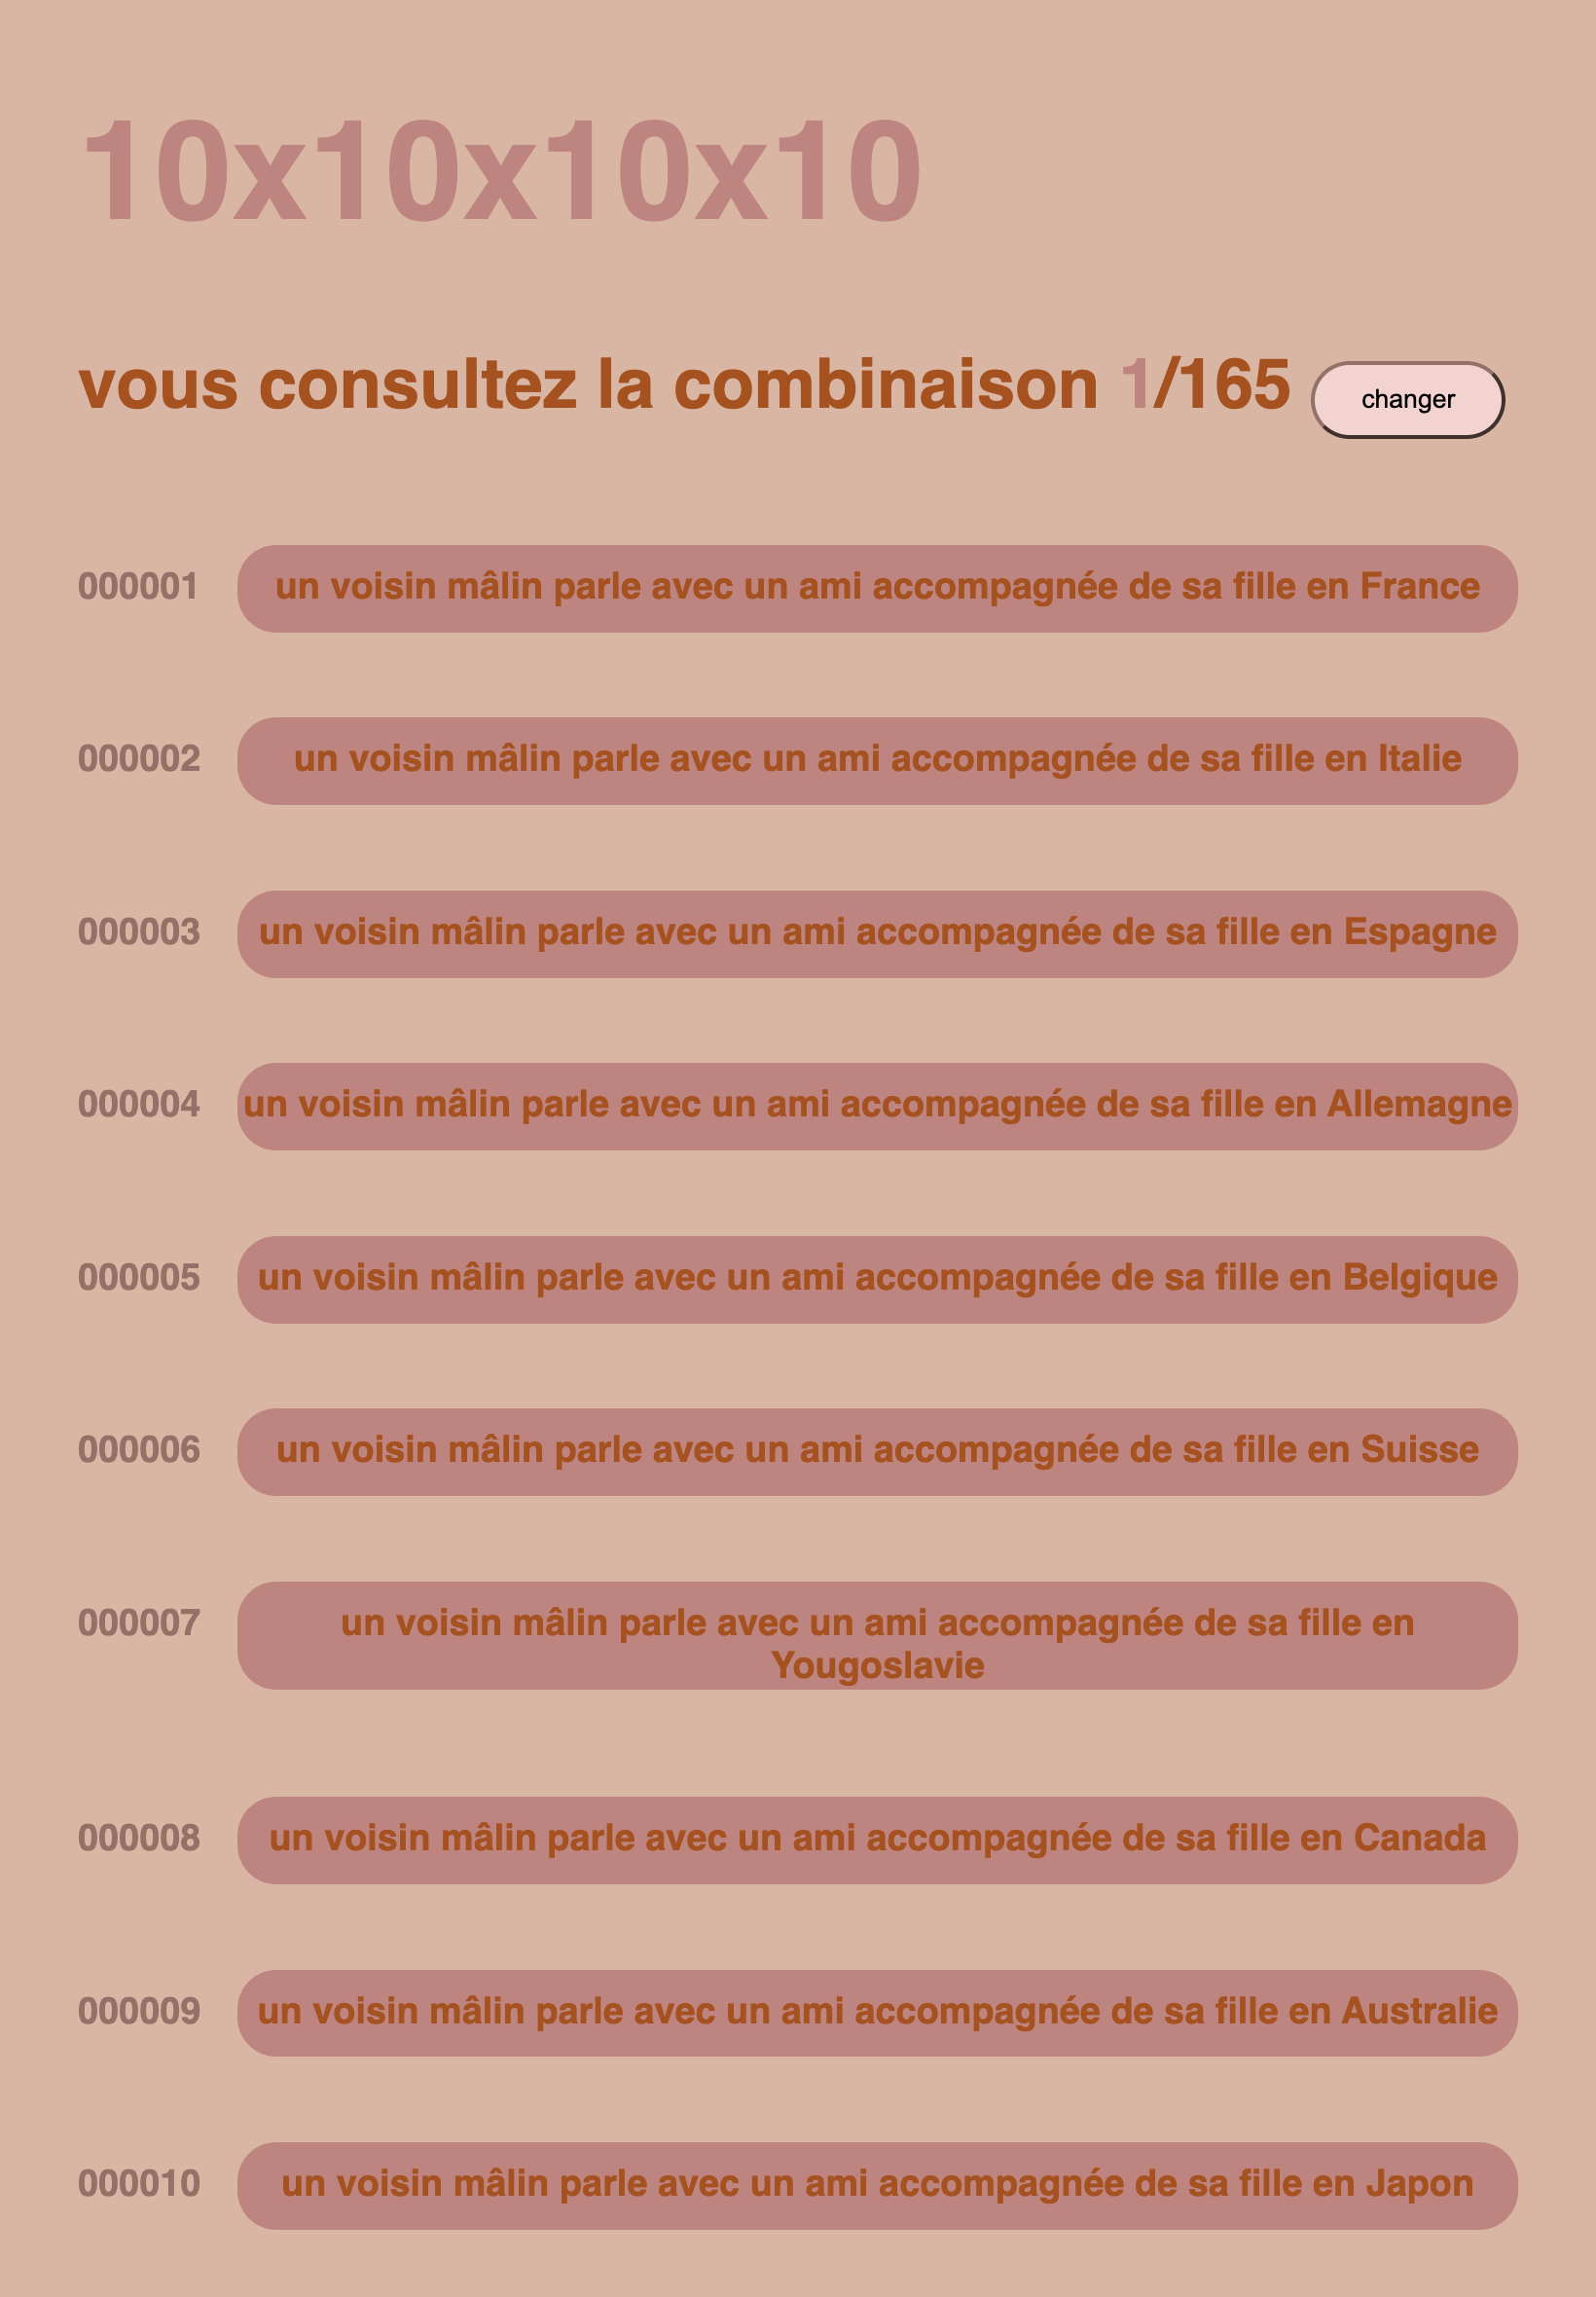 10x10x10x10
vous consultez la combinaison 1/165 changer
000001 un voisin mâlin parle avec un ami accompagnée de sa fille en France
000002 un voisin mâlin parle avec un ami accompagnée de sa fille en Italie
000003 un voisin mâlin parle avec un ami accompagnée de sa fille en Espagne
000004 un voisin mâlin parle avec un ami accompagnée de sa fille en Allemagne
000005 un voisin mâlin parle avec un ami accompagnée de sa fille en Belgique
000006 un voisin mâlin parle avec un ami accompagnée de sa fille en Suisse
000007 un voisin mâlin parle avec un ami accompagnée de sa fille en
Yougoslavie
000008 un voisin mâlin parle avec un ami accompagnée de sa fille en Canada
000009 un voisin mâlin parle avec un ami accompagnée de sa fille en Australie
000010 un voisin mâlin parle avec un ami accompagnée de sa fille en Japon